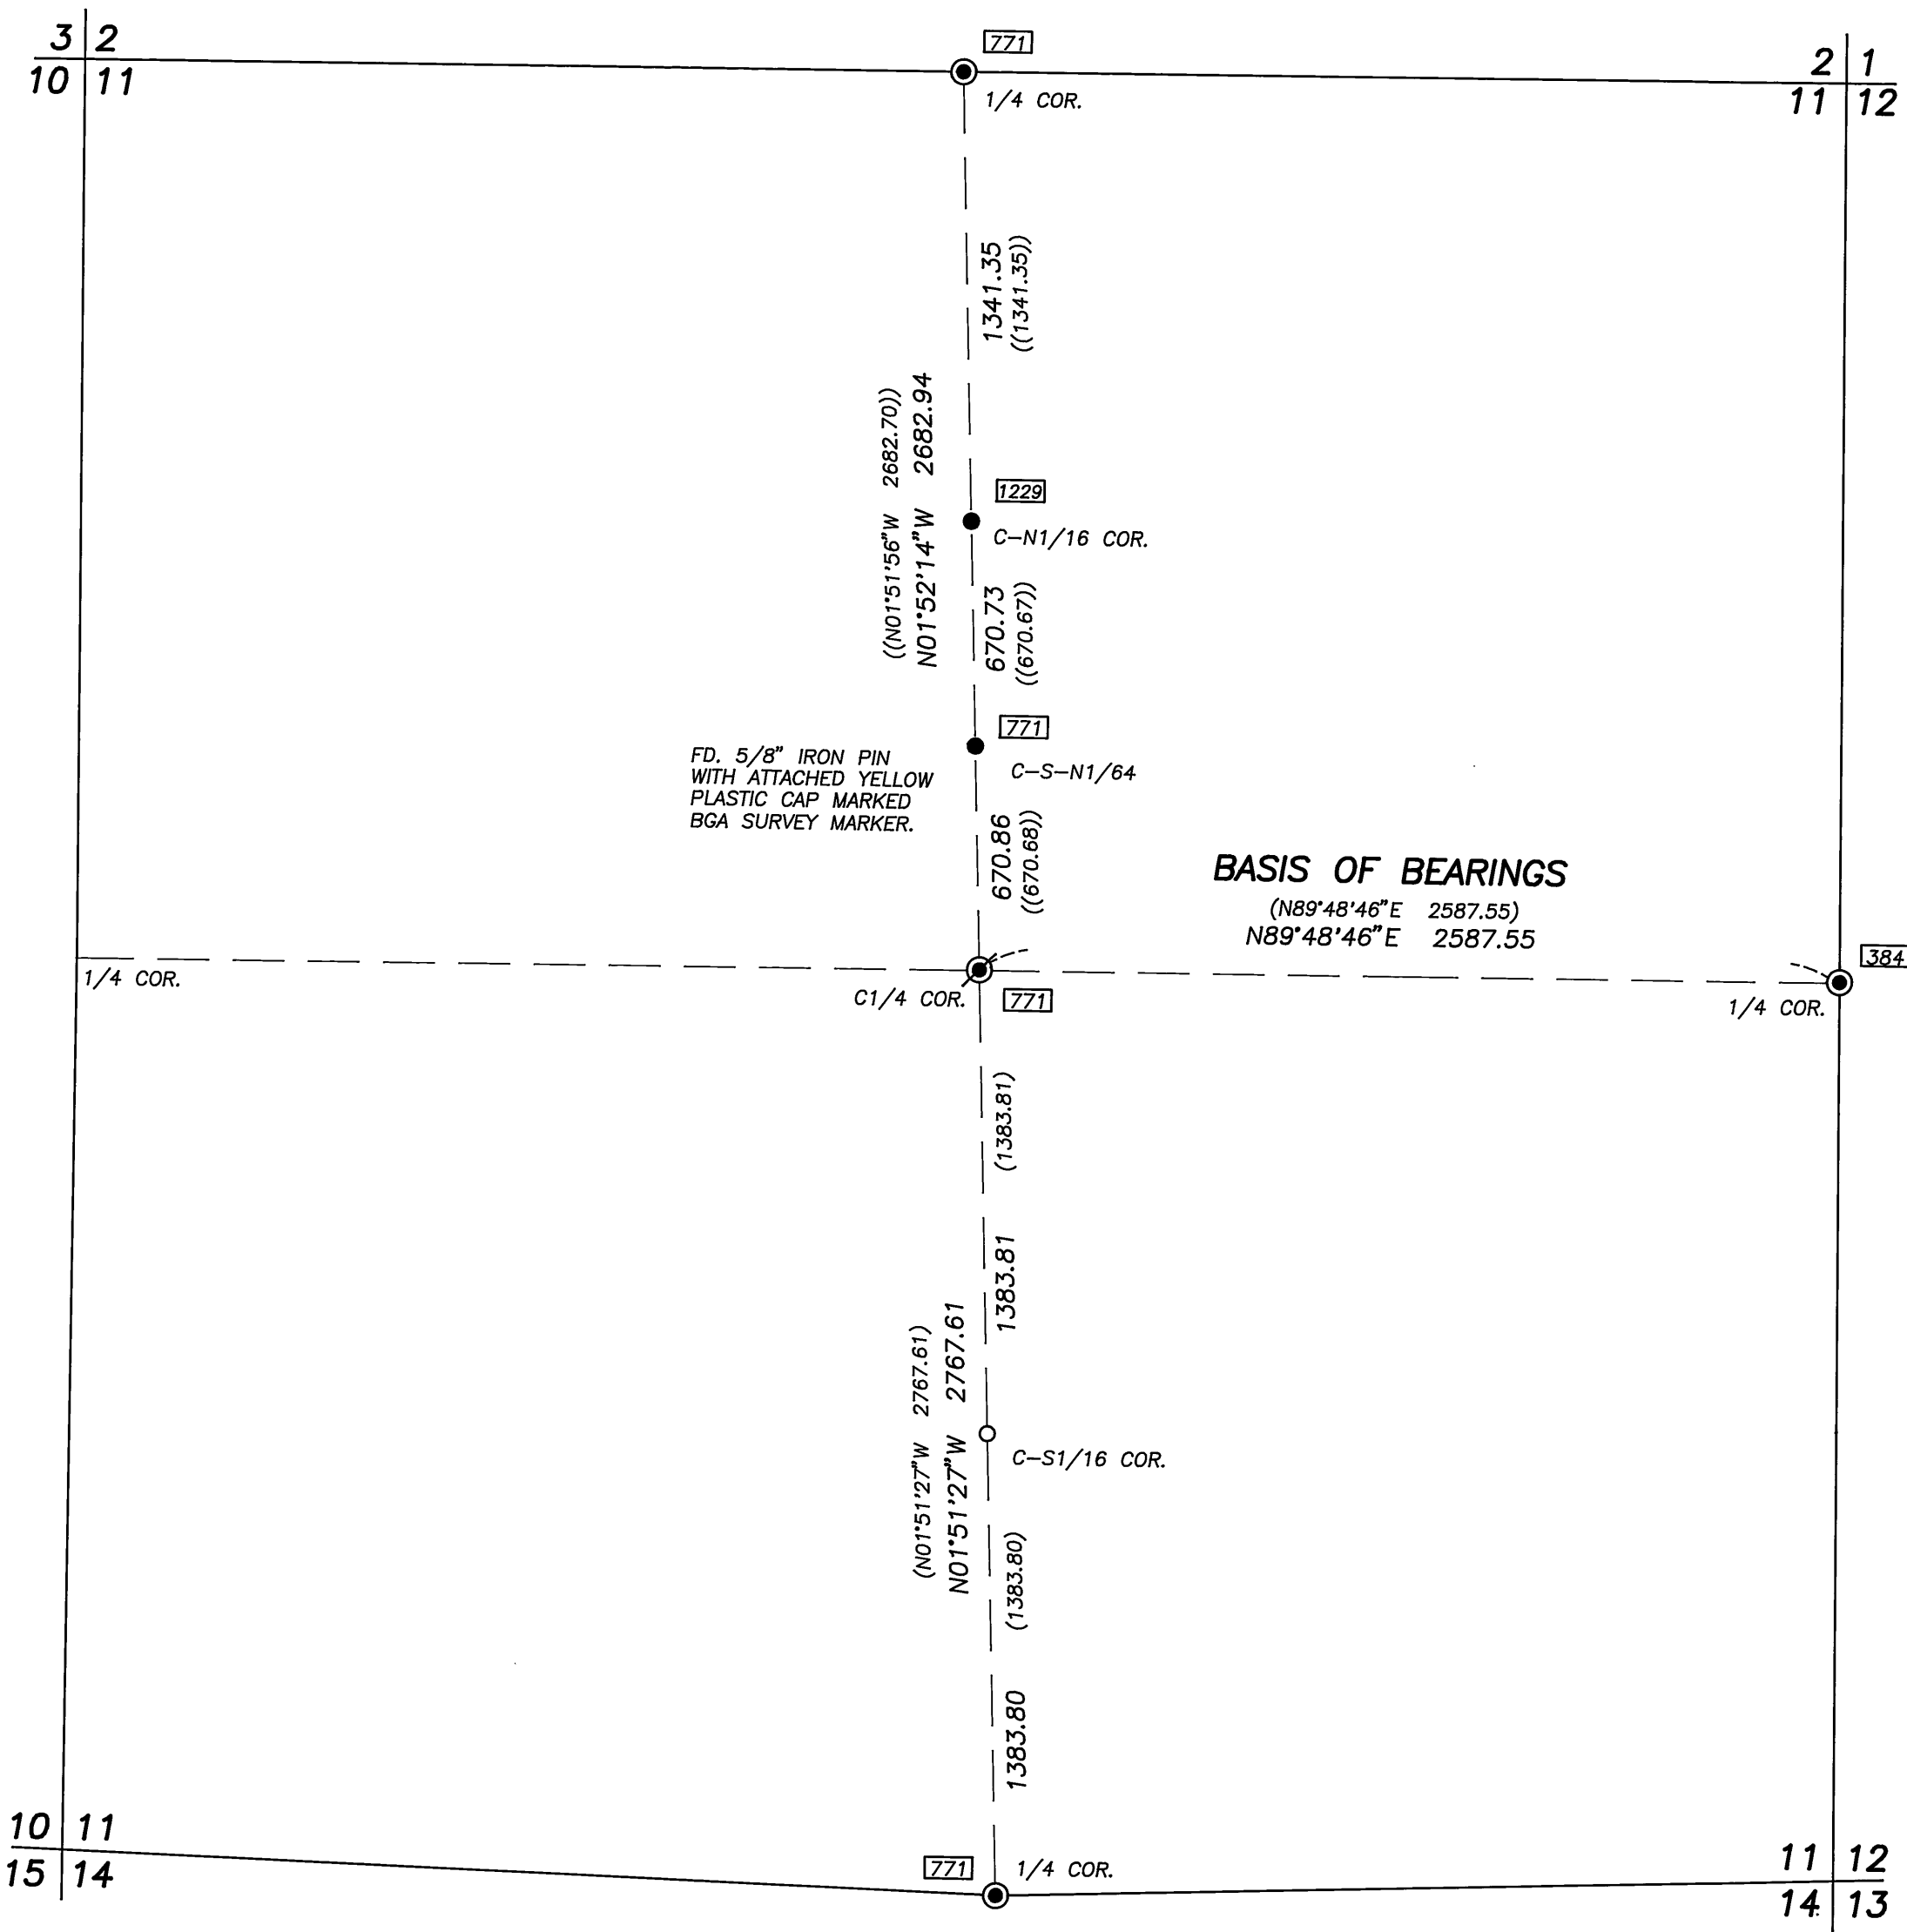 3 2
10 11
771
1/4 COR.
2 1
11 12
1341.35
((1341.35))
((N01°51'56"W 2682.70))
N01°52'14"W 2682.94
1229
C-N1/16 COR.
670.73
((670.67))
771
C-S-N1/64
FD. 5/8" IRON PIN
WITH ATTACHED YELLOW
PLASTIC CAP MARKED
BGA SURVEY MARKER.
670.86
((670.68))
BASIS OF BEARINGS
(N89°48'46"E 2587.55)
N89°48'46"E 2587.55
384
1/4 COR.
C1/4 COR.
771
1/4 COR.
(1383.81)
1383.81
(N01°51'27"W 2767.61)
N01°51'27"W 2767.61
C-S1/16 COR.
(1383.80)
1383.80
10 11
15 14
771
1/4 COR.
11 12
14 13